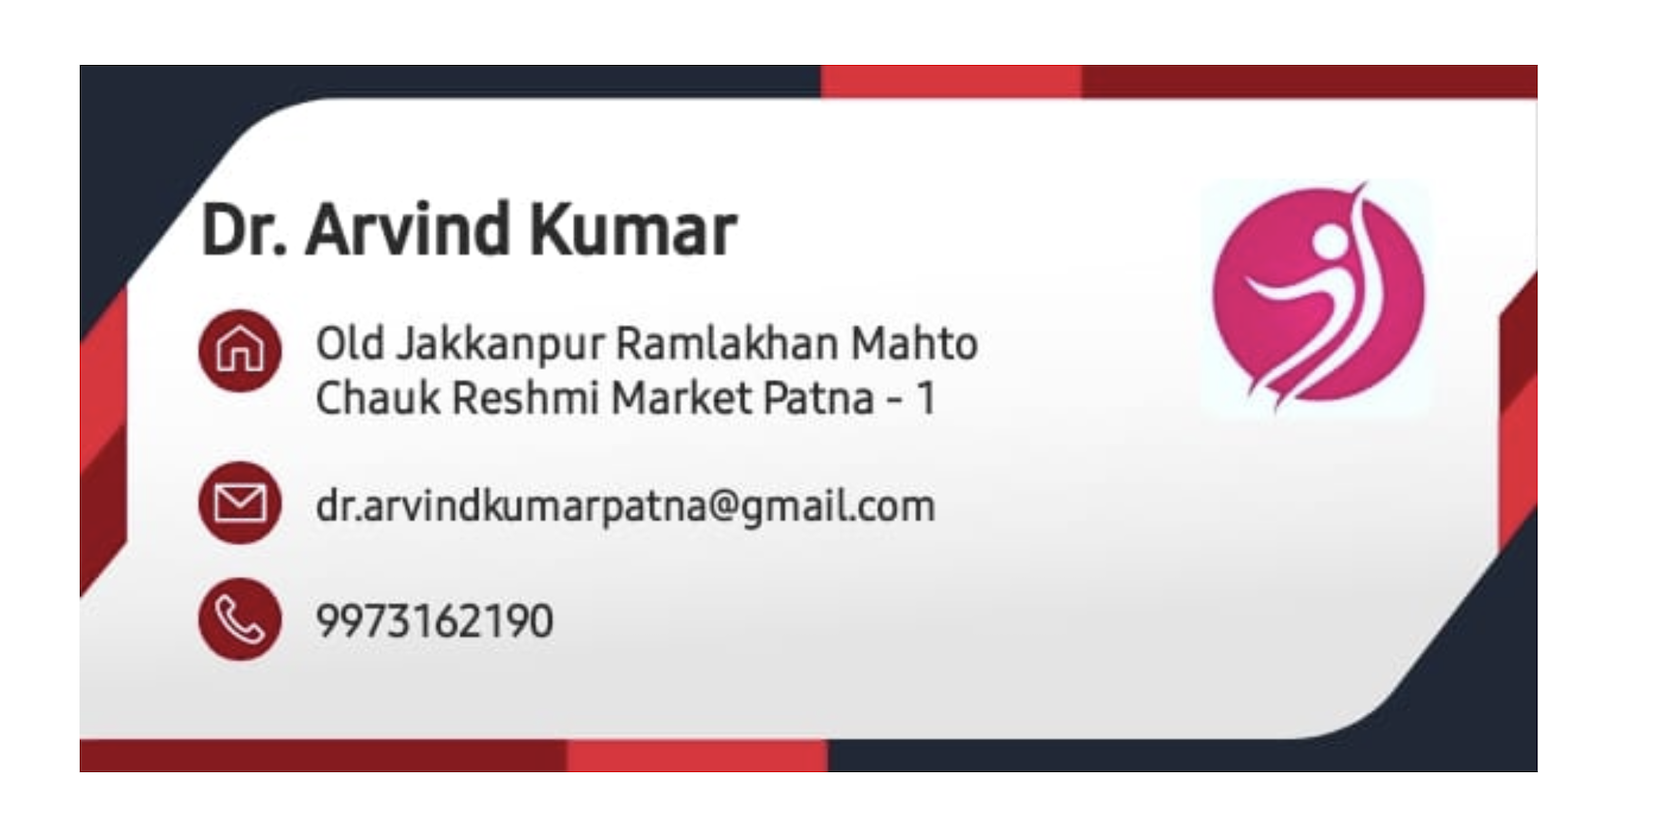 Dr. Arvind Kumar
Old Jakkanpur Ramlakhan Mahto
Chauk Reshmi Market Patna - 1
dr.arvindkumarpatna@gmail.com
9973162190